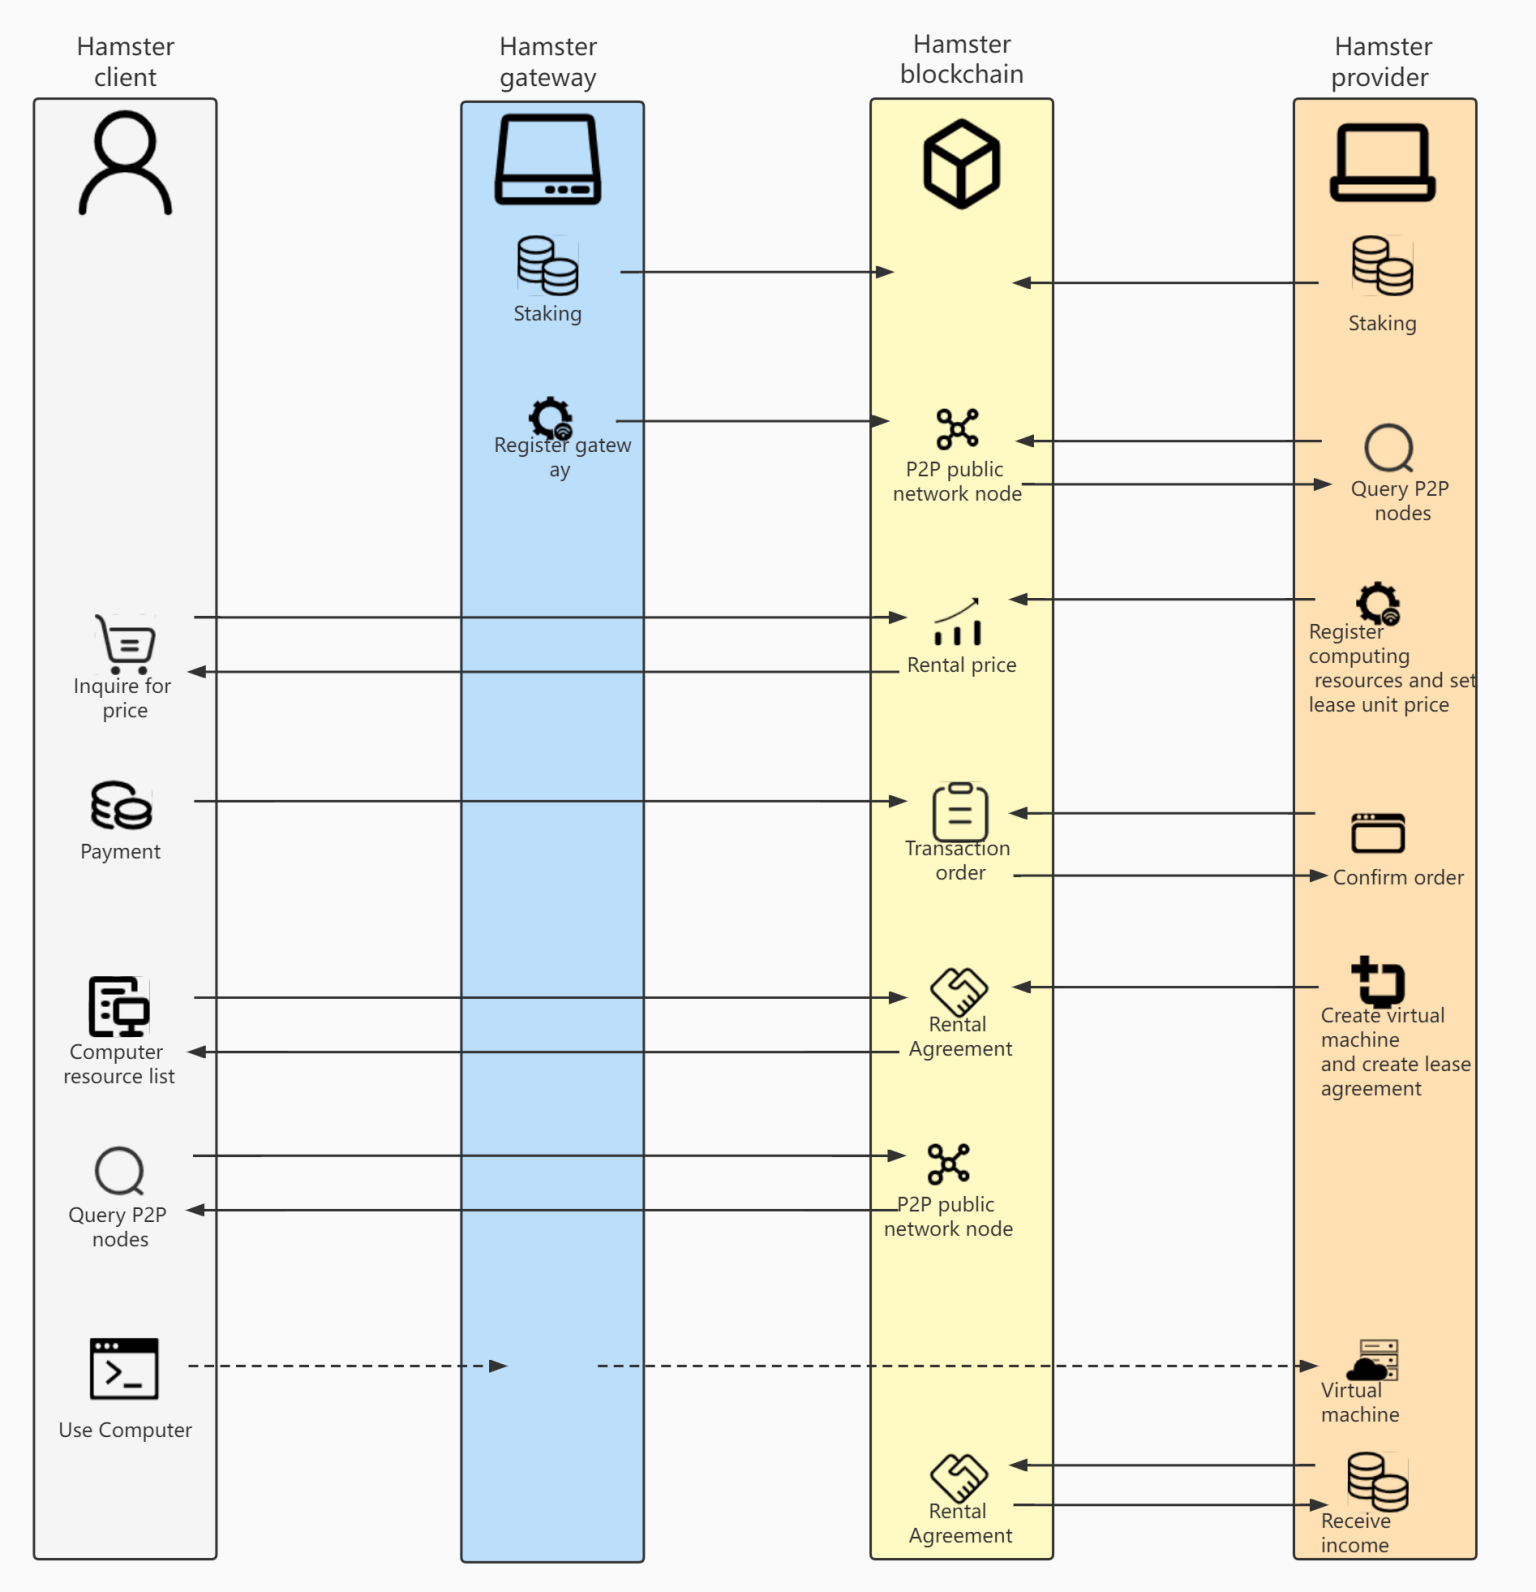 Hamster
client
Hamster
gateway
Hamster
blockchain
Hamster
provider
Staking
Staking
Register gatew
ay
P2P public
network node
Query P2P
nodes
Inquire for
price
Rental price
Register
computing
resources and set
lease unit price
Payment
Transaction
order
Confirm order
Computer
resource list
Rental
Agreement
Create virtual
machine
and create lease
agreement
Query P2P
nodes
P2P public
network node
Use Computer
Virtual
machine
Rental
Agreement
Receive
income